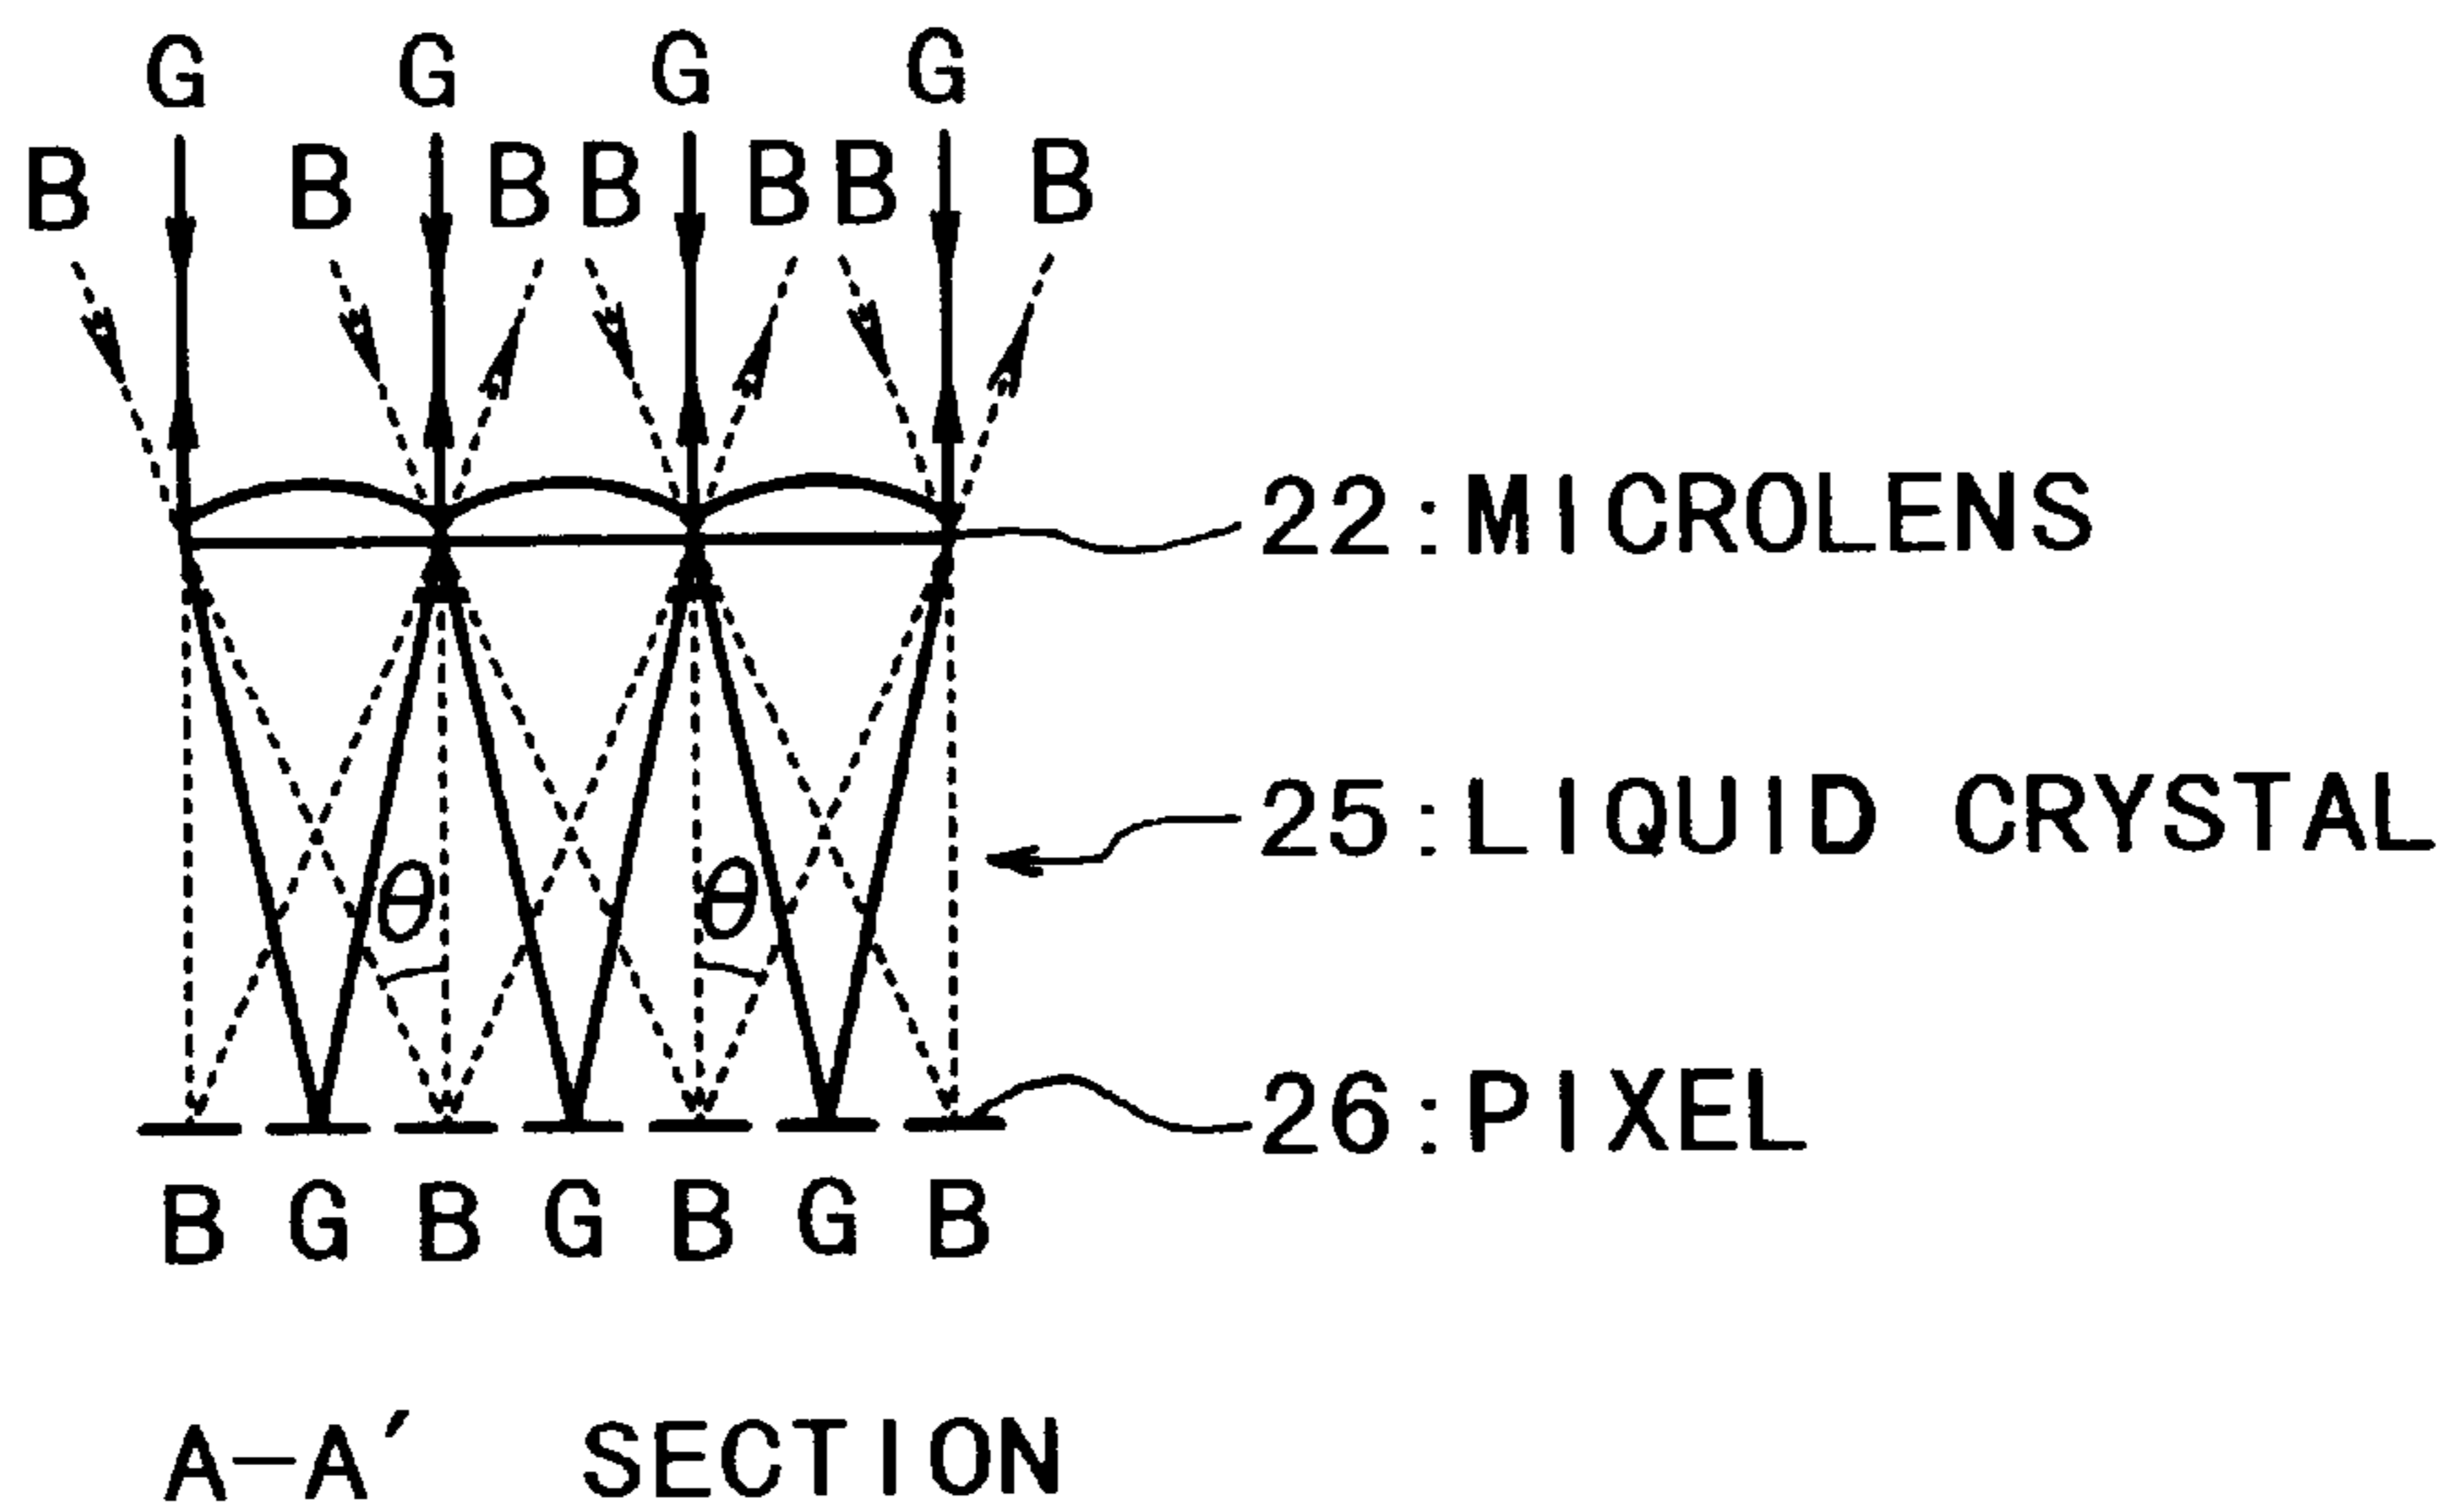 G G G G
B B B B B B B
22:MICROLENS
25:LIQUID CRYSTAL
θ θ
26:PIXEL
B G B G B G B
A-A′ SECTION